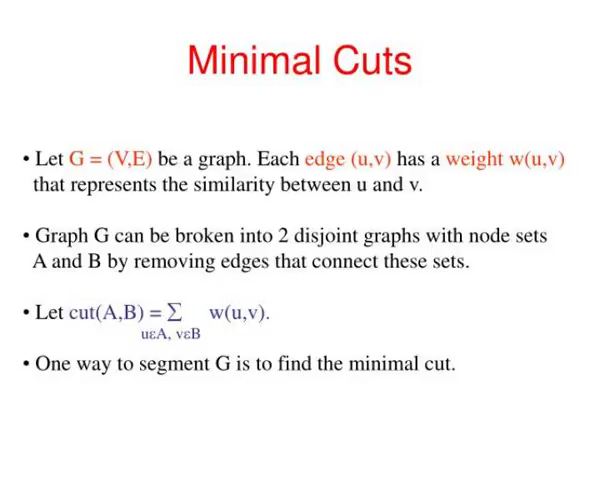 Minimal Cuts
• Let G = (V,E) be a graph. Each edge (u,v) has a weight w(u,v)
that represents the similarity between u and v.
• Graph G can be broken into 2 disjoint graphs with node sets
A and B by removing edges that connect these sets.
• Let cut(A,B) = Σ w(u,v).
uεA, vεB
• One way to segment G is to find the minimal cut.